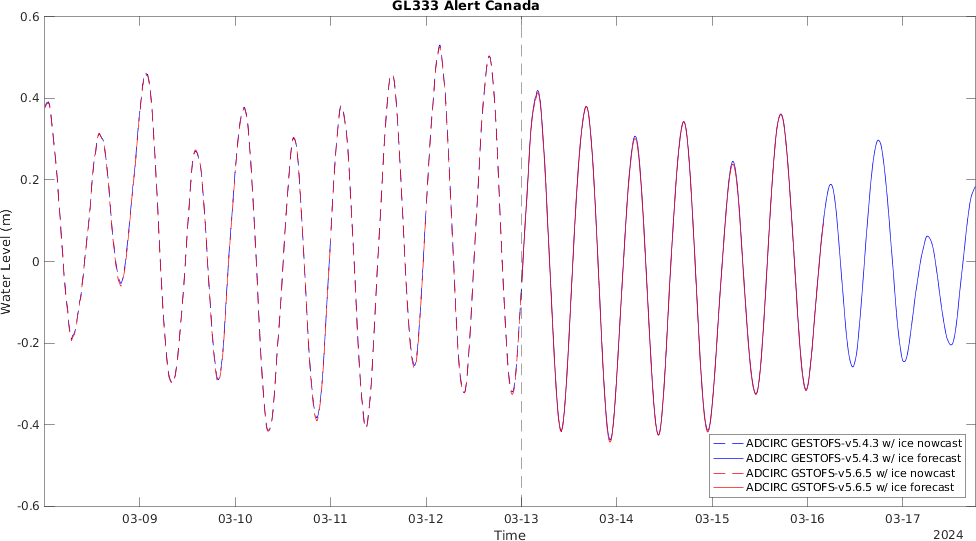 GL333 Alert Canada
0.6
0.4
0.2
0
-0.2
-0.4
-0.6
Water Level (m)
ADCIRC GESTOFS-v5.4.3 w/ ice nowcast
ADCIRC GESTOFS-v5.4.3 w/ ice forecast
ADCIRC GSTOFS-v5.6.5 w/ ice nowcast
ADCIRC GSTOFS-v5.6.5 w/ ice forecast
03-09 03-10 03-11 03-12 03-13 03-14 03-15 03-16 03-17
Time
2024